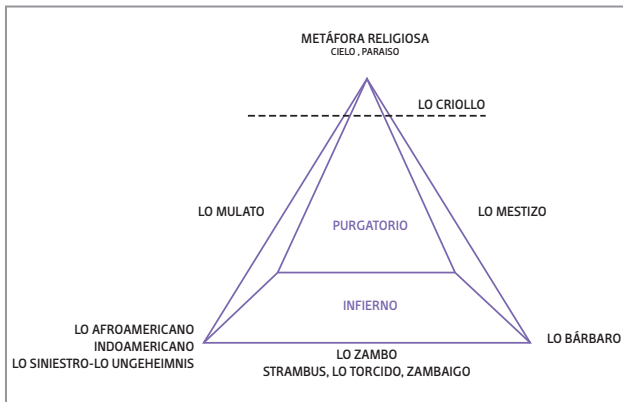 METÁFORA RELIGIOSA
CIELO , PARAISO
LO CRIOLLO
LO MULATO
LO MESTIZO
PURGATORIO
INFIERNO
LO AFROAMERICANO
INDOAMERICANO
LO SINIESTRO-LO UNGEHEIMNIS
LO BÁRBARO
LO ZAMBO
STRAMBUS, LO TORCIDO, ZAMBAIGO